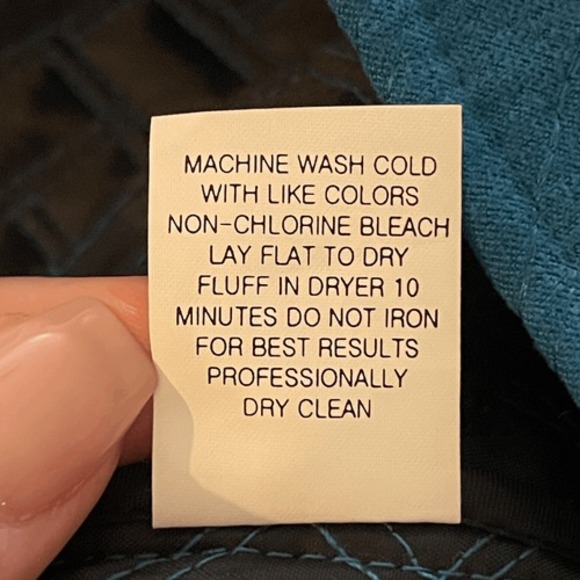 MACHINE WASH COLD
WITH LIKE COLORS
NON-CHLORINE BLEACH
LAY FLAT TO DRY
FLUFF IN DRYER 10
MINUTES DO NOT IRON
FOR BEST RESULTS
PROFESSIONALLY
DRY CLEAN